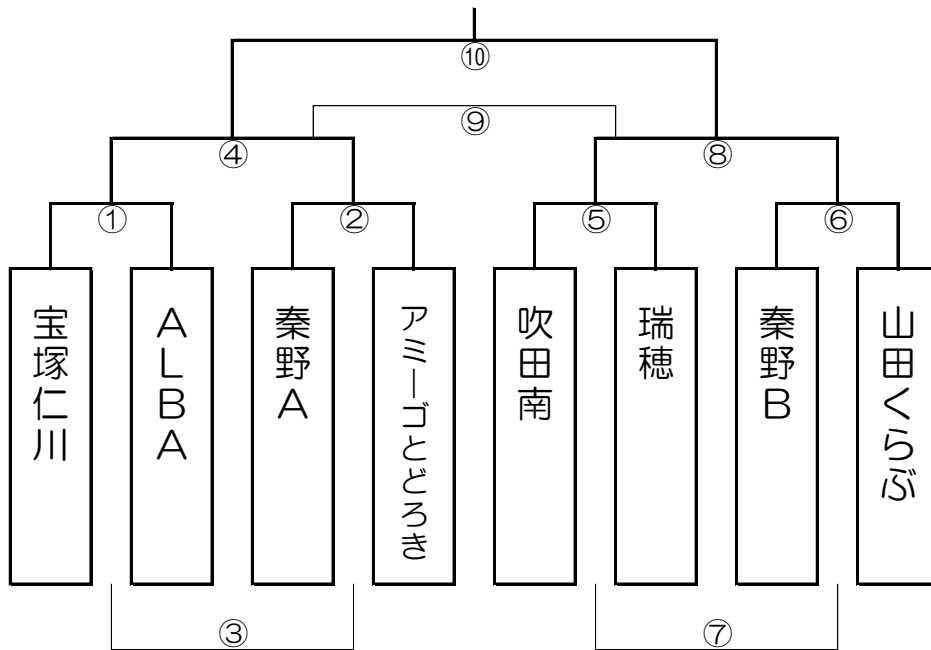 ⑩
⑨
④
⑧
①
②
⑤
⑥
宝塚仁川
ALBA
秦野A
アミーゴとどろき
吹田南
瑞穂
秦野B
山田くらぶ
③
⑦